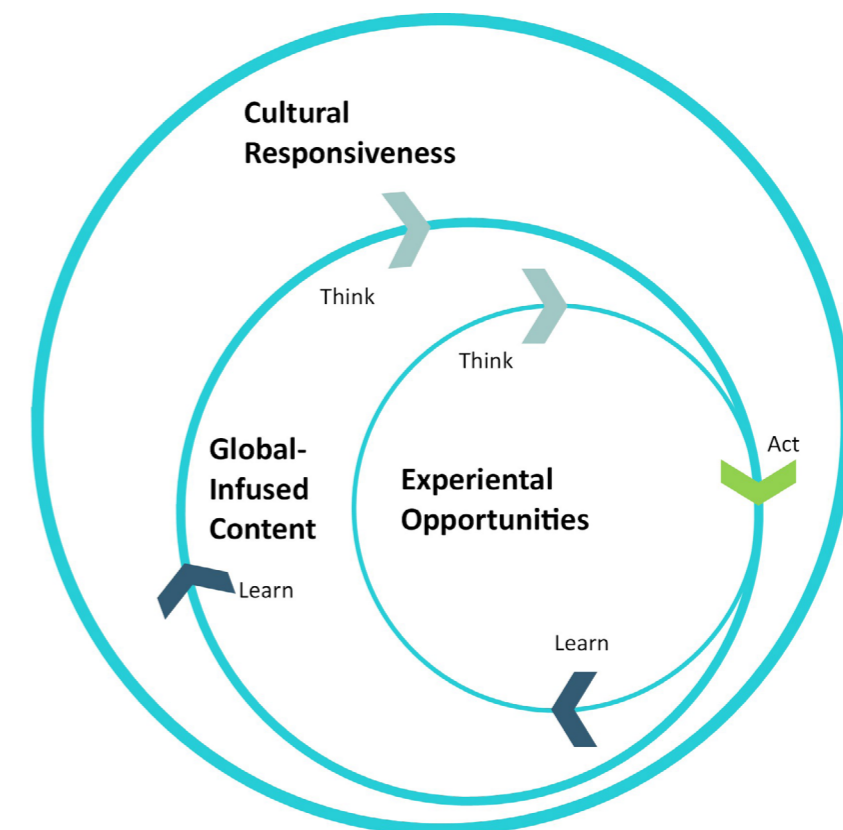 Cultural
Responsiveness
Think
Think
Act
Global-
Infused
Content
Experiental
Opportunities
Learn
Learn